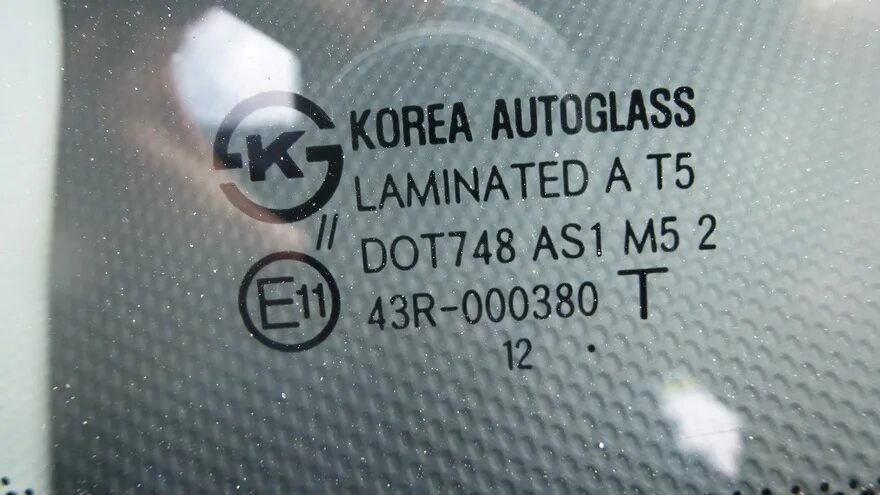 KOREA AUTOGLASS
KG
LAMINATED A T5
//
DOT748 AS1 M5 2
E11
43R-000380 T
12 .